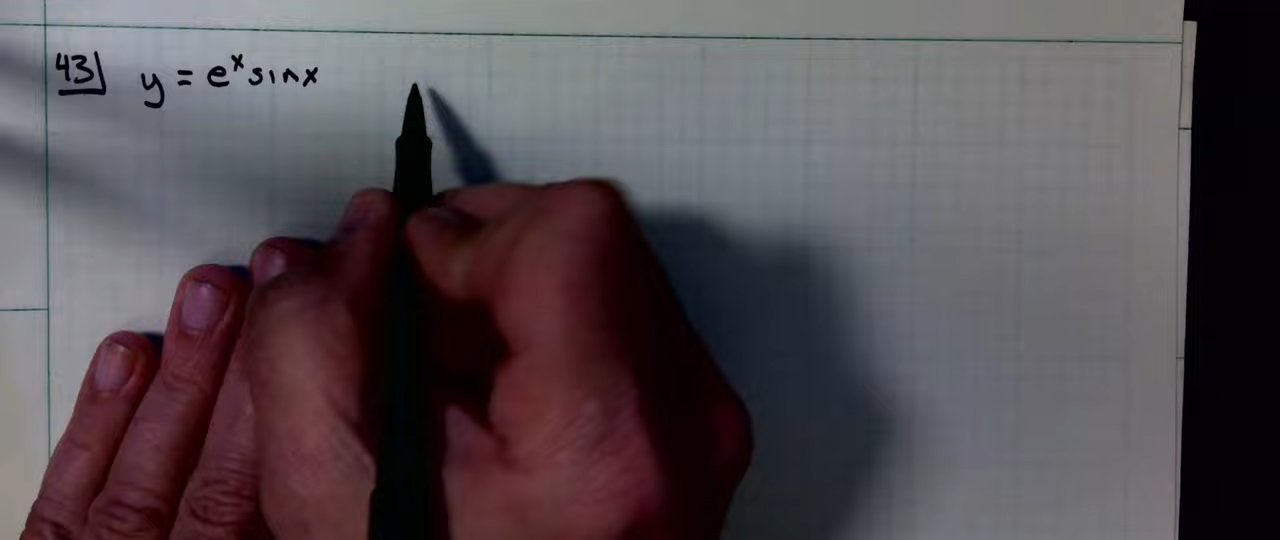 43 y = e^x sin x